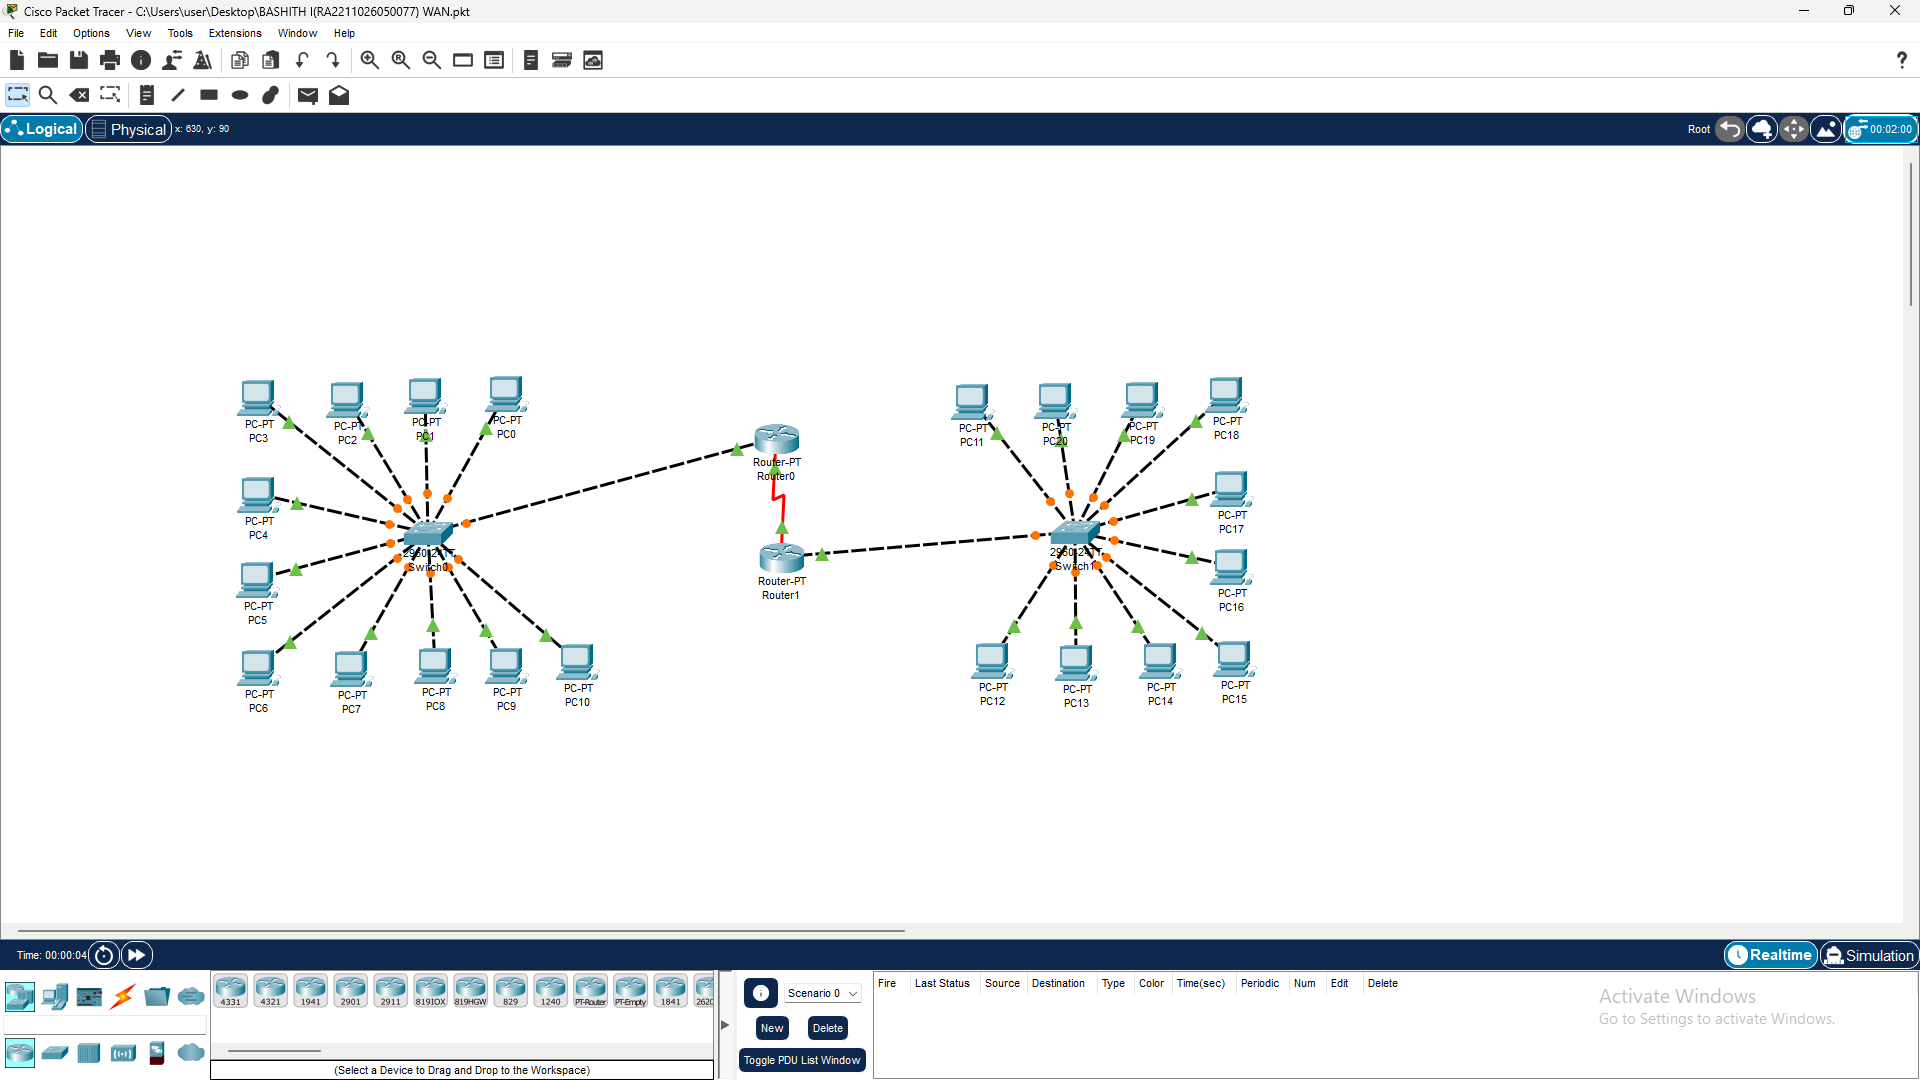 Cisco Packet Tracer - C:\Users\user\Desktop\BASHITH I(RA2211026050077) WAN.pkt
File Edit Options View Tools Extensions Window Help
Logical Physical x: 630, y: 90 Root 00:02:00
PC-PT
PC3
PC-PT
PC2
PC-PT
PC1
PC-PT
PC0
PC-PT
PC4
PC-PT
PC5
PC-PT
PC6
PC-PT
PC7
PC-PT
PC8
PC-PT
PC9
PC-PT
PC10
2960-24TT
Switch0
Router-PT
Router0
Router-PT
Router1
PC-PT
PC11
PC-PT
PC20
PC-PT
PC19
PC-PT
PC18
PC-PT
PC17
PC-PT
PC16
PC-PT
PC15
PC-PT
PC14
PC-PT
PC13
PC-PT
PC12
2960-24TT
Switch1
Time: 00:00:04 Realtime Simulation
4331 4321 1941 2901 2911 819IOX 819HGW 829 1240 PT-Router PT-Empty 1841 2620
(Select a Device to Drag and Drop to the Workspace)
Scenario 0
New Delete
Toggle PDU List Window
Fire Last Status Source Destination Type Color Time(sec) Periodic Num Edit Delete
Activate Windows
Go to Settings to activate Windows.